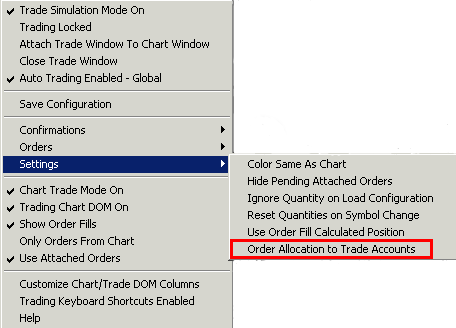 Trade Simulation Mode On
Trading Locked
Attach Trade Window To Chart Window
Close Trade Window
Auto Trading Enabled - Global
Save Configuration
Confirmations
Orders
Settings
Chart Trade Mode On
Trading Chart DOM On
Show Order Fills
Only Orders From Chart
Use Attached Orders
Customize Chart/Trade DOM Columns
Trading Keyboard Shortcuts Enabled
Help
Color Same As Chart
Hide Pending Attached Orders
Ignore Quantity on Load Configuration
Reset Quantities on Symbol Change
Use Order Fill Calculated Position
Order Allocation to Trade Accounts